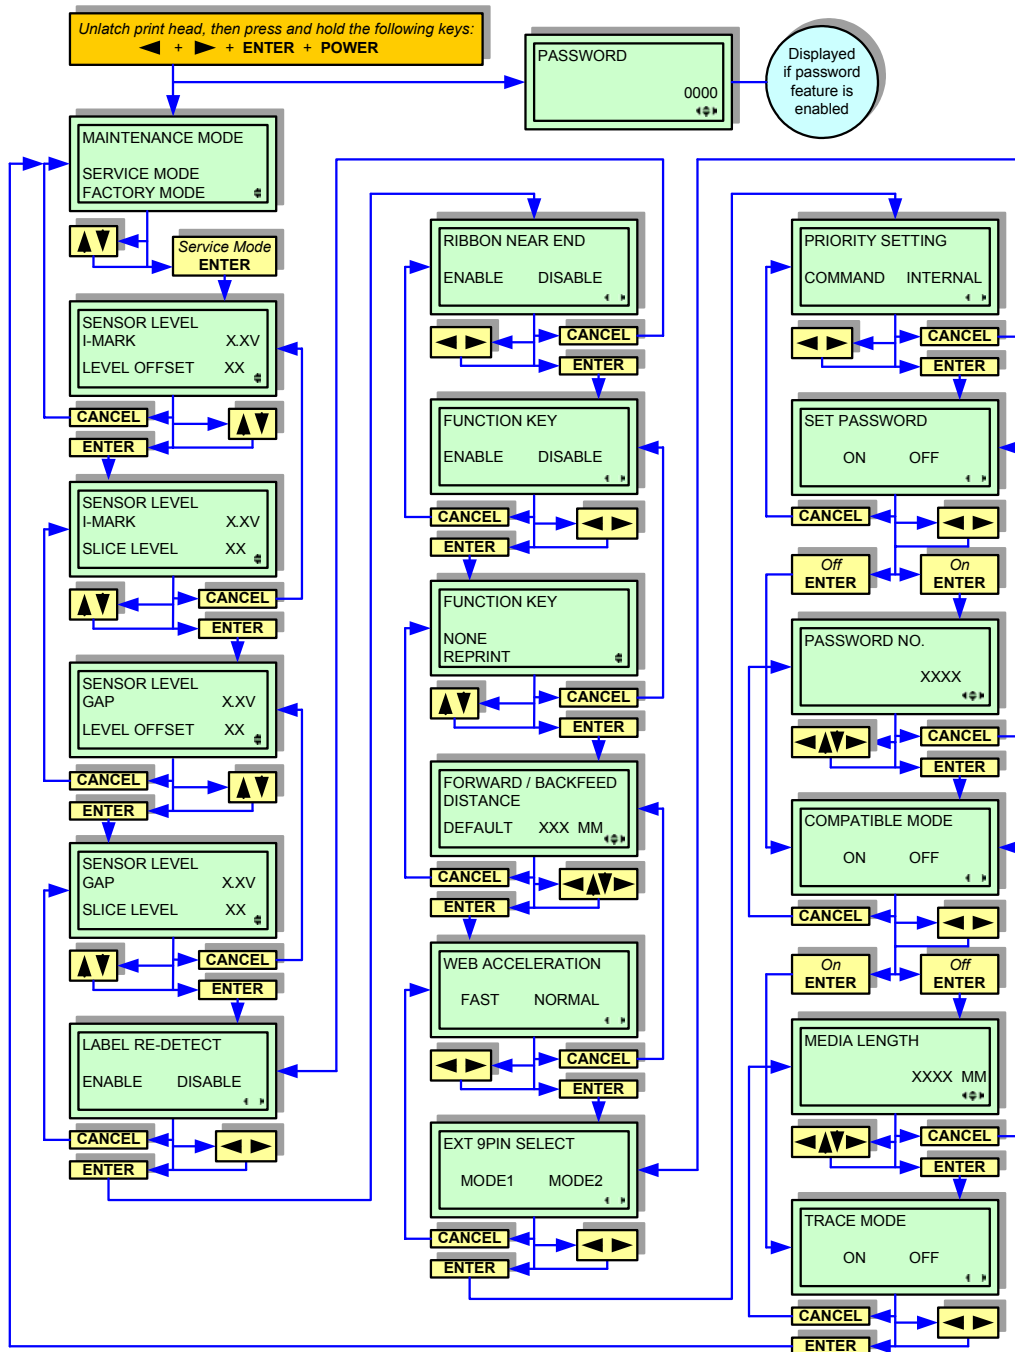 Unlatch print head, then press and hold the following keys:
◄ + ► + ENTER + POWER
PASSWORD
0000
Displayed
if password
feature is
enabled
MAINTENANCE MODE
SERVICE MODE
FACTORY MODE
Service Mode
ENTER
SENSOR LEVEL
I-MARK X.XV
LEVEL OFFSET XX
CANCEL
ENTER
SENSOR LEVEL
I-MARK X.XV
SLICE LEVEL XX
CANCEL
ENTER
SENSOR LEVEL
GAP X.XV
LEVEL OFFSET XX
CANCEL
ENTER
SENSOR LEVEL
GAP X.XV
SLICE LEVEL XX
CANCEL
ENTER
LABEL RE-DETECT
ENABLE DISABLE
CANCEL
ENTER
RIBBON NEAR END
ENABLE DISABLE
CANCEL
ENTER
FUNCTION KEY
ENABLE DISABLE
CANCEL
ENTER
FUNCTION KEY
NONE
REPRINT
CANCEL
ENTER
FORWARD / BACKFEED
DISTANCE
DEFAULT XXX MM
CANCEL
ENTER
WEB ACCELERATION
FAST NORMAL
CANCEL
ENTER
EXT 9PIN SELECT
MODE1 MODE2
CANCEL
ENTER
PRIORITY SETTING
COMMAND INTERNAL
CANCEL
ENTER
SET PASSWORD
ON OFF
CANCEL
Off
ENTER
On
ENTER
PASSWORD NO.
XXXX
CANCEL
ENTER
COMPATIBLE MODE
ON OFF
CANCEL
On
ENTER
Off
ENTER
MEDIA LENGTH
XXXX MM
CANCEL
ENTER
TRACE MODE
ON OFF
CANCEL
ENTER